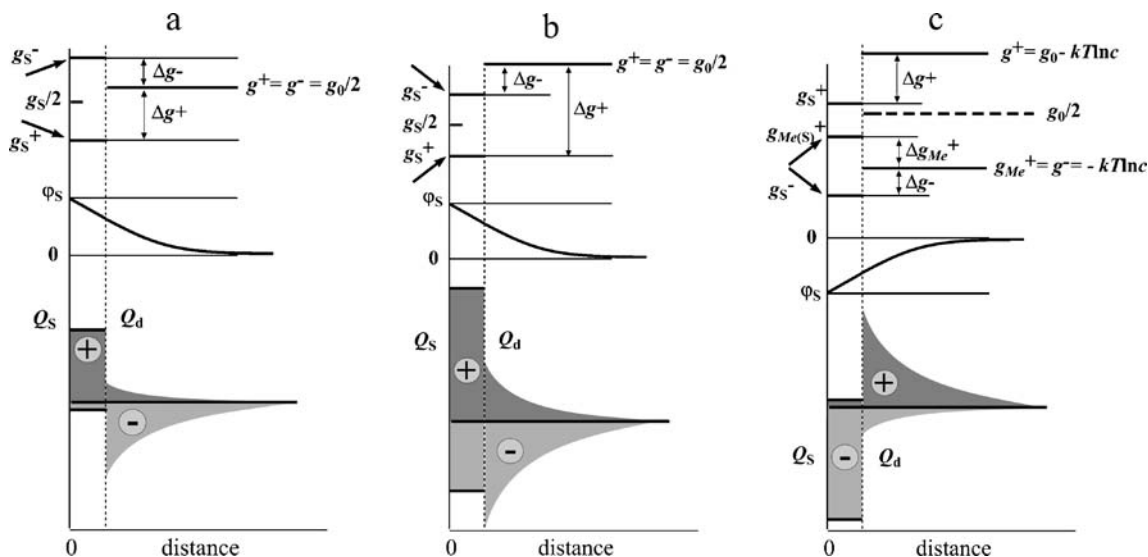 a
gS-
Δg-
g+ = g- = g0/2
gS/2
Δg+
gS+
φS
0
QS
Qd
+
-
0
distance
b
g+ = g- = g0/2
gS-
Δg-
Δg+
gS/2
gS+
φS
0
QS
Qd
+
-
0
distance
c
g+ = g0 - kTlnc
Δg+
gS+
g0/2
gMe(S)+
ΔgMe+
gMe+ = g- = - kTlnc
Δg-
gS-
0
φS
+
QS
-
Qd
0
distance